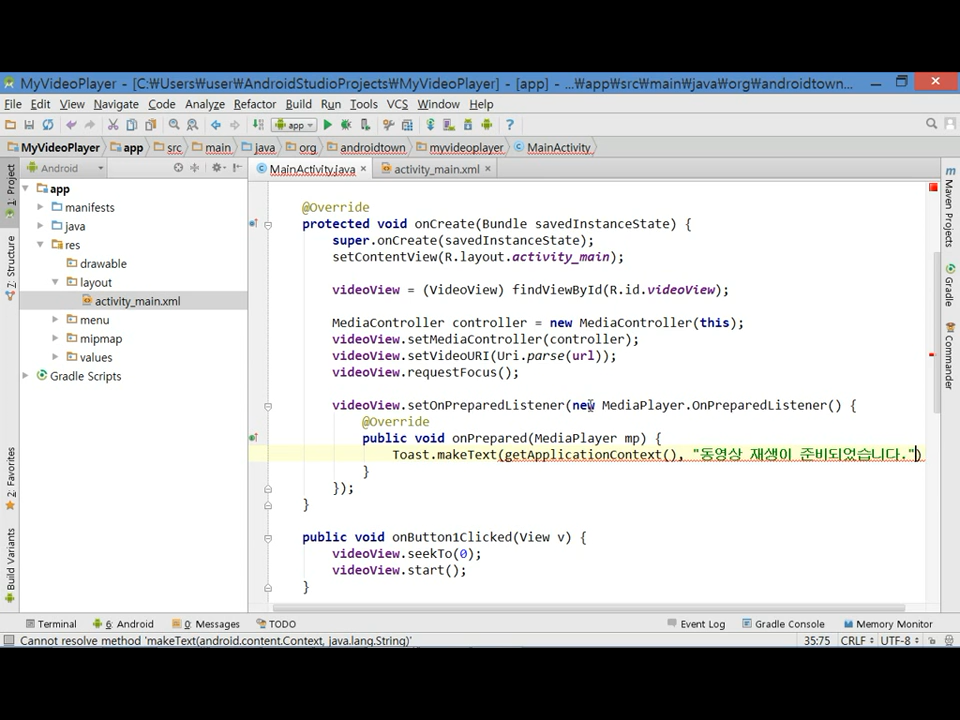 MyVideoPlayer - [C:₩Users₩user₩AndroidStudioProjects₩MyVideoPlayer] - [app] - ...₩app₩src₩main₩java₩org₩androidtown...
File Edit View Navigate Code Analyze Refactor Build Run Tools VCS Window Help
app
MyVideoPlayer app src main java org androidtown myvideoplayer MainActivity
Android
MainActivity.java
activity_main.xml
1: Project
7: Structure
2: Favorites
Build Variants
app
manifests
java
res
drawable
layout
activity_main.xml
menu
mipmap
values
Gradle Scripts
@Override
protected void onCreate(Bundle savedInstanceState) {
super.onCreate(savedInstanceState);
setContentView(R.layout.activity_main);
videoView = (VideoView) findViewById(R.id.videoView);
MediaController controller = new MediaController(this);
videoView.setMediaController(controller);
videoView.setVideoURI(Uri.parse(url));
videoView.requestFocus();
videoView.setOnPreparedListener(new MediaPlayer.OnPreparedListener() {
@Override
public void onPrepared(MediaPlayer mp) {
Toast.makeText(getApplicationContext(), "동영상 재생이 준비되었습니다.")
}
});
}
public void onButton1Clicked(View v) {
videoView.seekTo(0);
videoView.start();
}
Maven Projects
Gradle
Commander
Terminal 6: Android 0: Messages TODO Event Log Gradle Console Memory Monitor
Cannot resolve method 'makeText(android.content.Context, java.lang.String)' 35:75 CRLF UTF-8